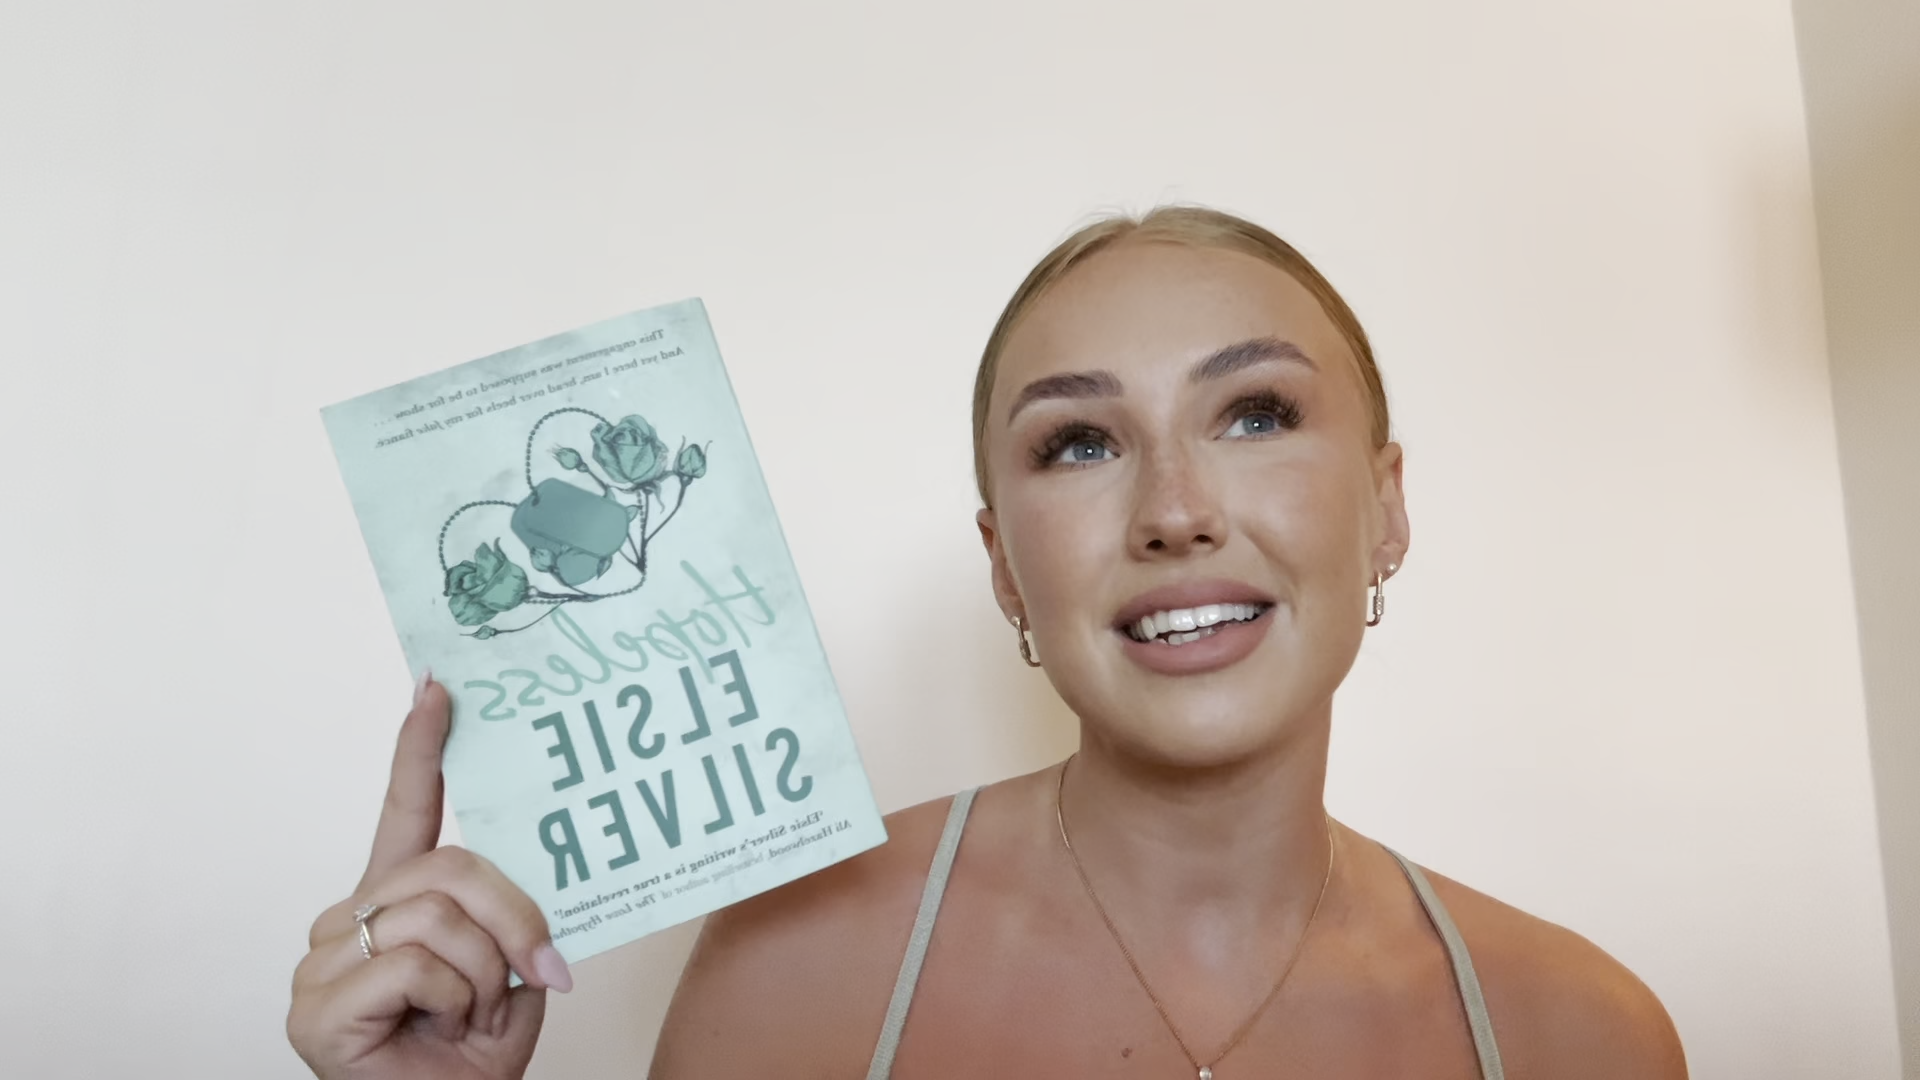 This engagement was supposed to be for show . . .
And yet here I am, head over heels for my fake fiance.
Hopeless
ELSIE
SILVER
'Elsie Silver's writing is a true revelation!'
Ali Hazelwood, bestselling author of The Love